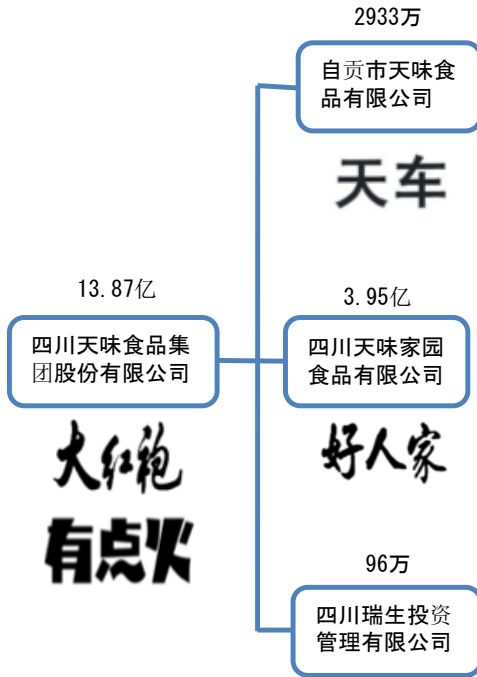 2933万
自贡市天味食
品有限公司
天车
13.87亿
3.95亿
四川天味食品集
团股份有限公司
四川天味家园
食品有限公司
大红袍
好人家
有点火
96万
四川瑞生投资
管理有限公司